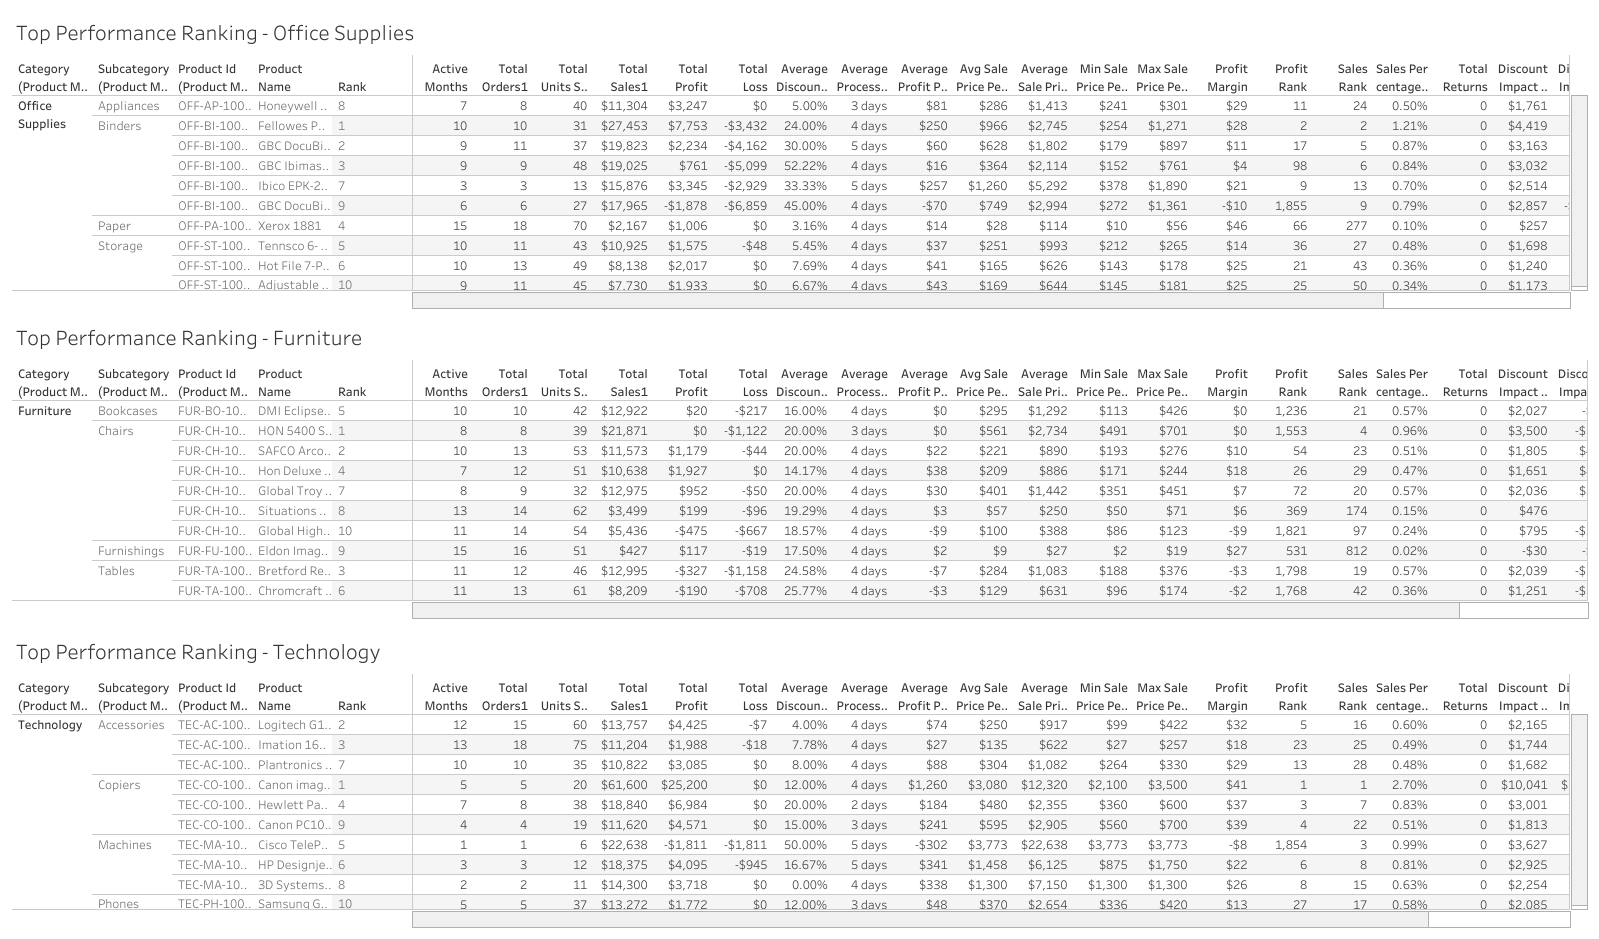 Top Performance Ranking - Office Supplies
Category Subcategory Product Id Product Active Total Total Total Total Total Average Average Average Avg Sale Average Min Sale Max Sale Profit Profit Sales Sales Per Total Discount Di
(Product M.. (Product M.. (Product M.. Name Rank Months Orders1 Units S.. Sales1 Profit Loss Discoun.. Process.. Profit P.. Price Pe.. Sale Pri.. Price Pe.. Price Pe.. Margin Rank Rank centage.. Returns Impact .. In
Office Appliances OFF-AP-100.. Honeywell .. 8 7 8 40 $11,304 $3,247 $0 5.00% 3 days $81 $286 $1,413 $241 $301 $29 11 24 0.50% 0 $1,761
Supplies Binders OFF-BI-100.. Fellowes P.. 1 10 10 31 $27,453 $7,753 -$3,432 24.00% 4 days $250 $966 $2,745 $254 $1,271 $28 2 2 1.21% 0 $4,419
OFF-BI-100.. GBC DocuBi.. 2 9 11 37 $19,823 $2,234 -$4,162 30.00% 5 days $60 $628 $1,802 $179 $897 $11 17 5 0.87% 0 $3,163
OFF-BI-100.. GBC Ibimas.. 3 9 9 48 $19,025 $761 -$5,099 52.22% 4 days $16 $364 $2,114 $152 $761 $4 98 6 0.84% 0 $3,032
OFF-BI-100.. Ibico EPK-2.. 7 3 3 13 $15,876 $3,345 -$2,929 33.33% 5 days $257 $1,260 $5,292 $378 $1,890 $21 9 13 0.70% 0 $2,514
OFF-BI-100.. GBC DocuBi.. 9 6 6 27 $17,965 -$1,878 -$6,859 45.00% 4 days -$70 $749 $2,994 $272 $1,361 -$10 1,855 9 0.79% 0 $2,857 -
Paper OFF-PA-100.. Xerox 1881 4 15 18 70 $2,167 $1,006 $0 3.16% 4 days $14 $28 $114 $10 $56 $46 66 277 0.10% 0 $257
Storage OFF-ST-100.. Tennsco 6- .. 5 10 11 43 $10,925 $1,575 -$48 5.45% 4 days $37 $251 $993 $212 $265 $14 36 27 0.48% 0 $1,698
OFF-ST-100.. Hot File 7-P.. 6 10 13 49 $8,138 $2,017 $0 7.69% 4 days $41 $165 $626 $143 $178 $25 21 43 0.36% 0 $1,240
OFF-ST-100.. Adjustable .. 10 9 11 45 $7,730 $1,933 $0 6.67% 4 days $43 $169 $644 $145 $181 $25 25 50 0.34% 0 $1,173
Top Performance Ranking - Furniture
Category Subcategory Product Id Product Active Total Total Total Total Total Average Average Average Avg Sale Average Min Sale Max Sale Profit Profit Sales Sales Per Total Discount Disco
(Product M.. (Product M.. (Product M.. Name Rank Months Orders1 Units S.. Sales1 Profit Loss Discoun.. Process.. Profit P.. Price Pe.. Sale Pri.. Price Pe.. Price Pe.. Margin Rank Rank centage.. Returns Impact .. Impa
Furniture Bookcases FUR-BO-10.. DMI Eclipse.. 5 10 10 42 $12,922 $20 -$217 16.00% 4 days $0 $295 $1,292 $113 $426 $0 1,236 21 0.57% 0 $2,027 -
Chairs FUR-CH-10.. HON 5400 S.. 1 8 8 39 $21,871 $0 -$1,122 20.00% 3 days $0 $561 $2,734 $491 $701 $0 1,553 4 0.96% 0 $3,500 -$
FUR-CH-10.. SAFCO Arco.. 2 10 13 53 $11,573 $1,179 -$44 20.00% 4 days $22 $221 $890 $193 $276 $10 54 23 0.51% 0 $1,805 $
FUR-CH-10.. Hon Deluxe .. 4 7 12 51 $10,638 $1,927 $0 14.17% 4 days $38 $209 $886 $171 $244 $18 26 29 0.47% 0 $1,651 $
FUR-CH-10.. Global Troy .. 7 8 9 32 $12,975 $952 -$50 20.00% 4 days $30 $401 $1,442 $351 $451 $7 72 20 0.57% 0 $2,036 $
FUR-CH-10.. Situations .. 8 13 14 62 $3,499 $199 -$96 19.29% 4 days $3 $57 $250 $50 $71 $6 369 174 0.15% 0 $476
FUR-CH-10.. Global High.. 10 11 14 54 $5,436 -$475 -$667 18.57% 4 days -$9 $100 $388 $86 $123 -$9 1,821 97 0.24% 0 $795 -$
Furnishings FUR-FU-100.. Eldon Imag.. 9 15 16 51 $427 $117 -$19 17.50% 4 days $2 $9 $27 $2 $19 $27 531 812 0.02% 0 -$30 -
Tables FUR-TA-100.. Bretford Re.. 3 11 12 46 $12,995 -$327 -$1,158 24.58% 4 days -$7 $284 $1,083 $188 $376 -$3 1,798 19 0.57% 0 $2,039 -$
FUR-TA-100.. Chromcraft .. 6 11 13 61 $8,209 -$190 -$708 25.77% 4 days -$3 $129 $631 $96 $174 -$2 1,768 42 0.36% 0 $1,251 -$
Top Performance Ranking - Technology
Category Subcategory Product Id Product Active Total Total Total Total Total Average Average Average Avg Sale Average Min Sale Max Sale Profit Profit Sales Sales Per Total Discount Di
(Product M.. (Product M.. (Product M.. Name Rank Months Orders1 Units S.. Sales1 Profit Loss Discoun.. Process.. Profit P.. Price Pe.. Sale Pri.. Price Pe.. Price Pe.. Margin Rank Rank centage.. Returns Impact .. In
Technology Accessories TEC-AC-100.. Logitech G1.. 2 12 15 60 $13,757 $4,425 -$7 4.00% 4 days $74 $250 $917 $99 $422 $32 5 16 0.60% 0 $2,165
TEC-AC-100.. Imation 16.. 3 13 18 75 $11,204 $1,988 -$18 7.78% 4 days $27 $135 $622 $27 $257 $18 23 25 0.49% 0 $1,744
TEC-AC-100.. Plantronics .. 7 10 10 35 $10,822 $3,085 $0 8.00% 4 days $88 $304 $1,082 $264 $330 $29 13 28 0.48% 0 $1,682
Copiers TEC-CO-100.. Canon imag.. 1 5 5 20 $61,600 $25,200 $0 12.00% 4 days $1,260 $3,080 $12,320 $2,100 $3,500 $41 1 1 2.70% 0 $10,041 $
TEC-CO-100.. Hewlett Pa.. 4 7 8 38 $18,840 $6,984 $0 20.00% 2 days $184 $480 $2,355 $360 $600 $37 3 7 0.83% 0 $3,001
TEC-CO-100.. Canon PC10.. 9 4 4 19 $11,620 $4,571 $0 15.00% 3 days $241 $595 $2,905 $560 $700 $39 4 22 0.51% 0 $1,813
Machines TEC-MA-10.. Cisco TeleP.. 5 1 1 6 $22,638 -$1,811 -$1,811 50.00% 5 days -$302 $3,773 $22,638 $3,773 $3,773 -$8 1,854 3 0.99% 0 $3,627
TEC-MA-10.. HP Designje.. 6 3 3 12 $18,375 $4,095 -$945 16.67% 5 days $341 $1,458 $6,125 $875 $1,750 $22 6 8 0.81% 0 $2,925
TEC-MA-10.. 3D Systems.. 8 2 2 11 $14,300 $3,718 $0 0.00% 4 days $338 $1,300 $7,150 $1,300 $1,300 $26 8 15 0.63% 0 $2,254
Phones TEC-PH-100.. Samsung G.. 10 5 5 37 $13,272 $1,772 $0 12.00% 3 days $48 $370 $2,654 $336 $420 $13 27 17 0.58% 0 $2,085